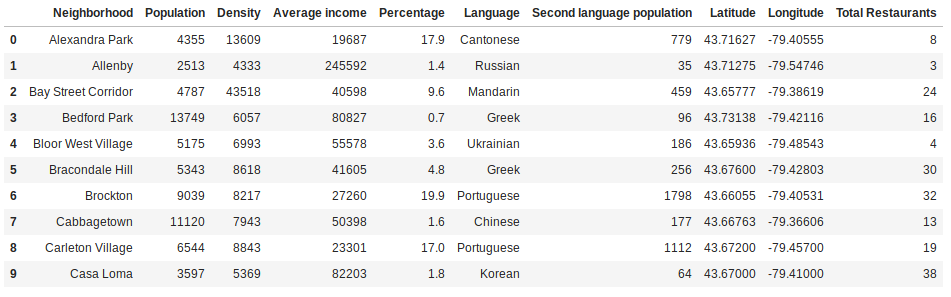 Neighborhood Population Density Average income Percentage Language Second language population Latitude Longitude Total Restaurants
0 Alexandra Park 4355 13609 19687 17.9 Cantonese 779 43.71627 -79.40555 8
1 Allenby 2513 4333 245592 1.4 Russian 35 43.71275 -79.54746 3
2 Bay Street Corridor 4787 43518 40598 9.6 Mandarin 459 43.65777 -79.38619 24
3 Bedford Park 13749 6057 80827 0.7 Greek 96 43.73138 -79.42116 16
4 Bloor West Village 5175 6993 55578 3.6 Ukrainian 186 43.65936 -79.48543 4
5 Bracondale Hill 5343 8618 41605 4.8 Greek 256 43.67600 -79.42803 30
6 Brockton 9039 8217 27260 19.9 Portuguese 1798 43.66055 -79.40531 32
7 Cabbagetown 11120 7943 50398 1.6 Chinese 177 43.66763 -79.36606 13
8 Carleton Village 6544 8843 23301 17.0 Portuguese 1112 43.67200 -79.45700 19
9 Casa Loma 3597 5369 82203 1.8 Korean 64 43.67000 -79.41000 38